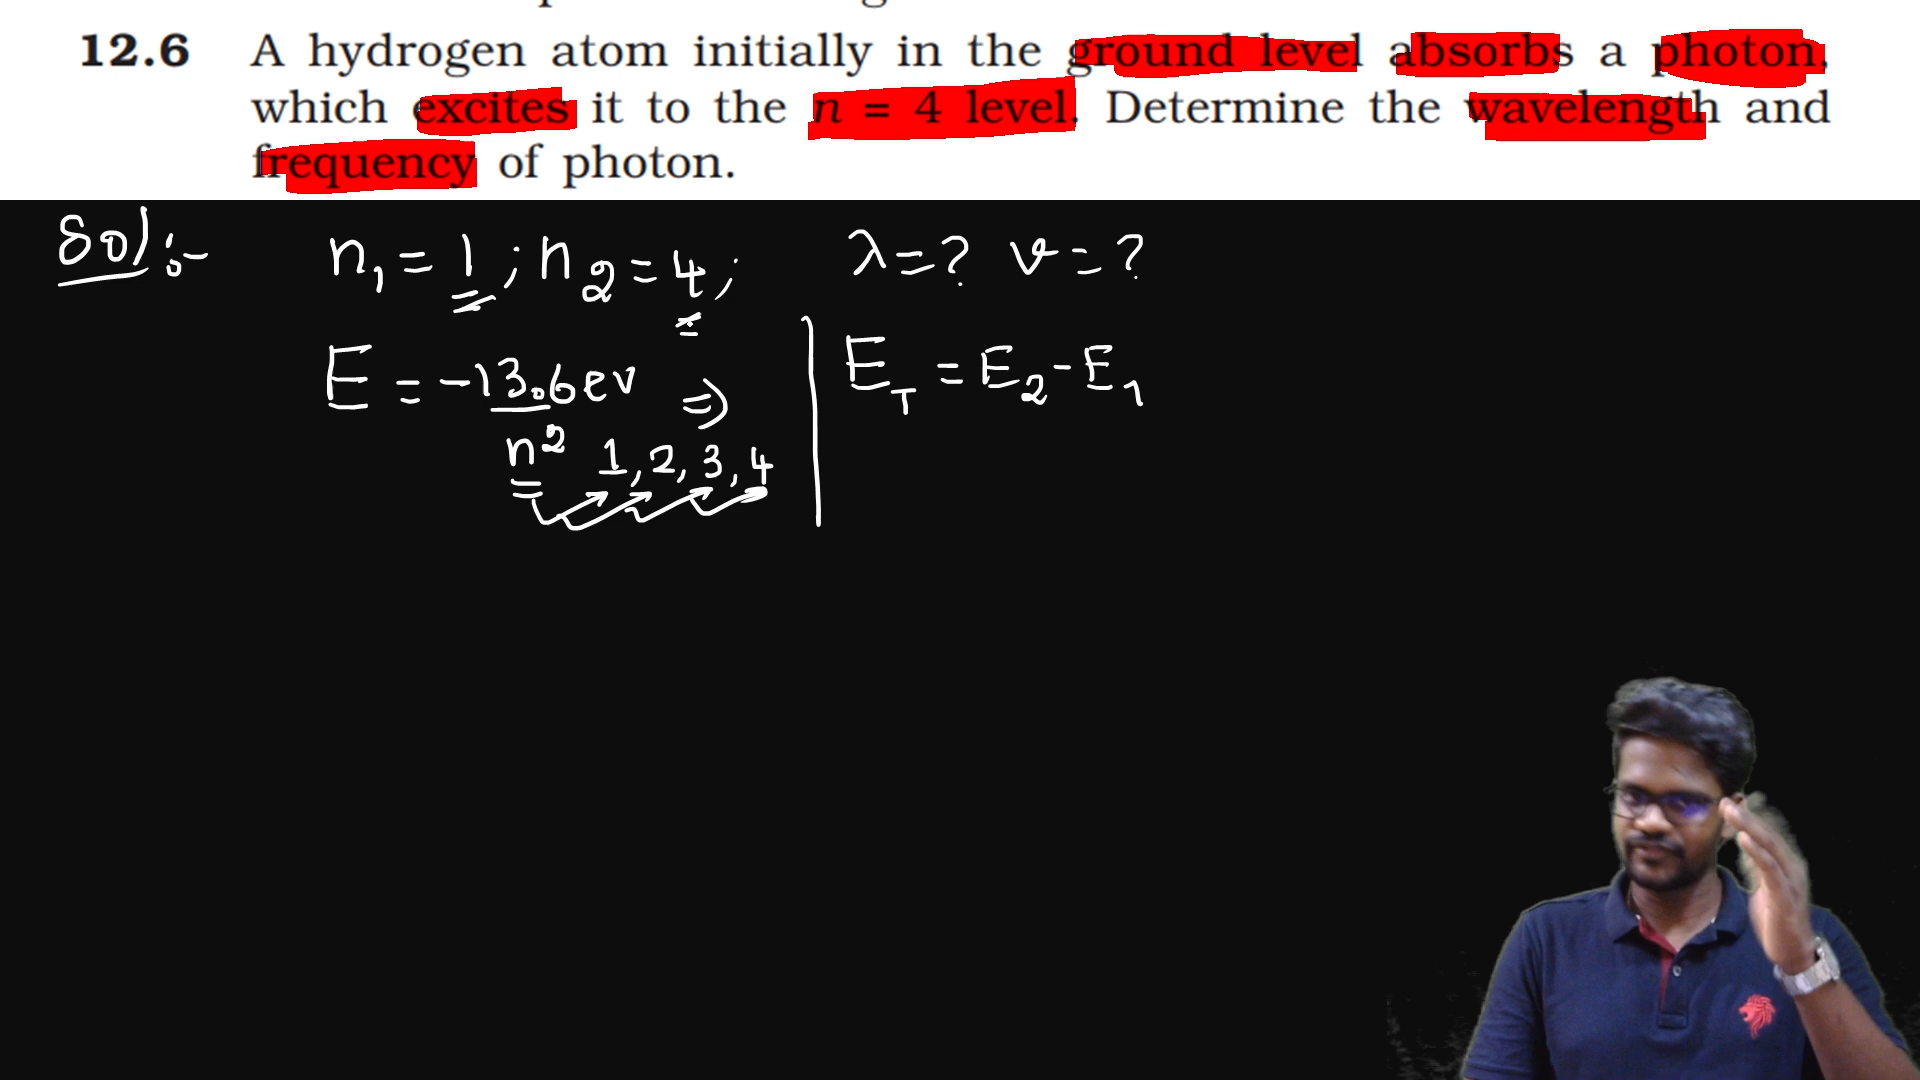 12.6 A hydrogen atom initially in the ground level absorbs a photon,
which excites it to the n = 4 level. Determine the wavelength and
frequency of photon.
Sol:- n₁ = 1 ; n₂ = 4 ; λ = ? ν = ?
E = -13.6ev ⇒
n² 1, 2, 3, 4
E_T = E₂ - E₁